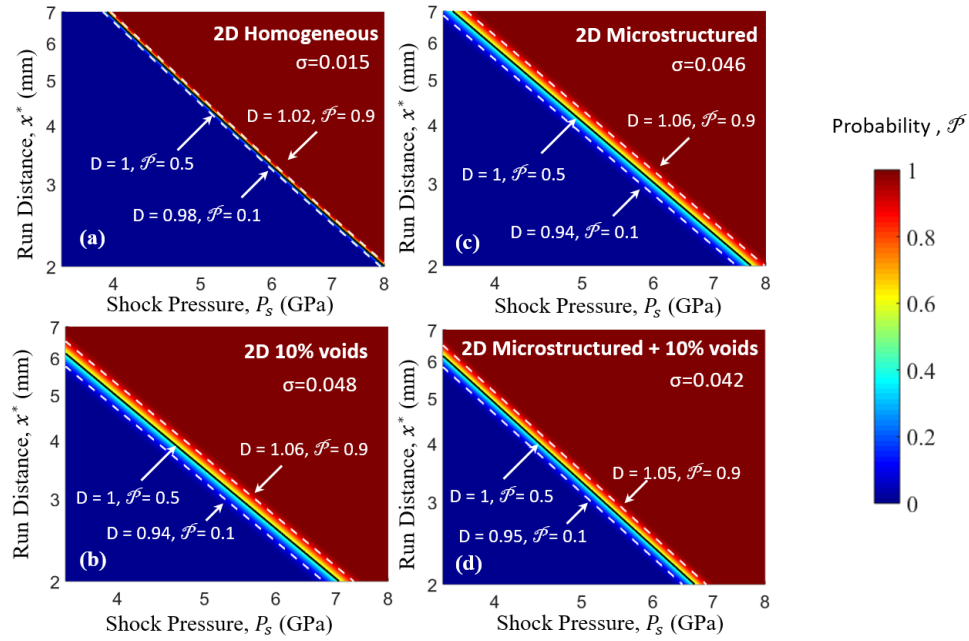 7
6
5
4
3
2
Run Distance, x* (mm)
2D Homogeneous
σ=0.015
D = 1.02, 𝒫= 0.9
D = 1, 𝒫= 0.5
D = 0.98, 𝒫= 0.1
(a)
4
5
6
7
8
Shock Pressure, Pₛ (GPa)
7
6
5
4
3
2
Run Distance, x* (mm)
2D Microstructured
σ=0.046
D = 1.06, 𝒫= 0.9
D = 1, 𝒫= 0.5
D = 0.94, 𝒫= 0.1
(c)
4
5
6
7
8
Shock Pressure, Pₛ (GPa)
Probability , 𝒫
1
0.8
0.6
0.4
0.2
0
7
6
5
4
3
2
Run Distance, x* (mm)
2D 10% voids
σ=0.048
D = 1.06, 𝒫= 0.9
D = 1, 𝒫= 0.5
D = 0.94, 𝒫= 0.1
(b)
4
5
6
7
8
Shock Pressure, Pₛ (GPa)
7
6
5
4
3
2
Run Distance, x* (mm)
2D Microstructured + 10% voids
σ=0.042
D = 1.05, 𝒫= 0.9
D = 1, 𝒫= 0.5
D = 0.95, 𝒫= 0.1
(d)
4
5
6
7
8
Shock Pressure, Pₛ (GPa)